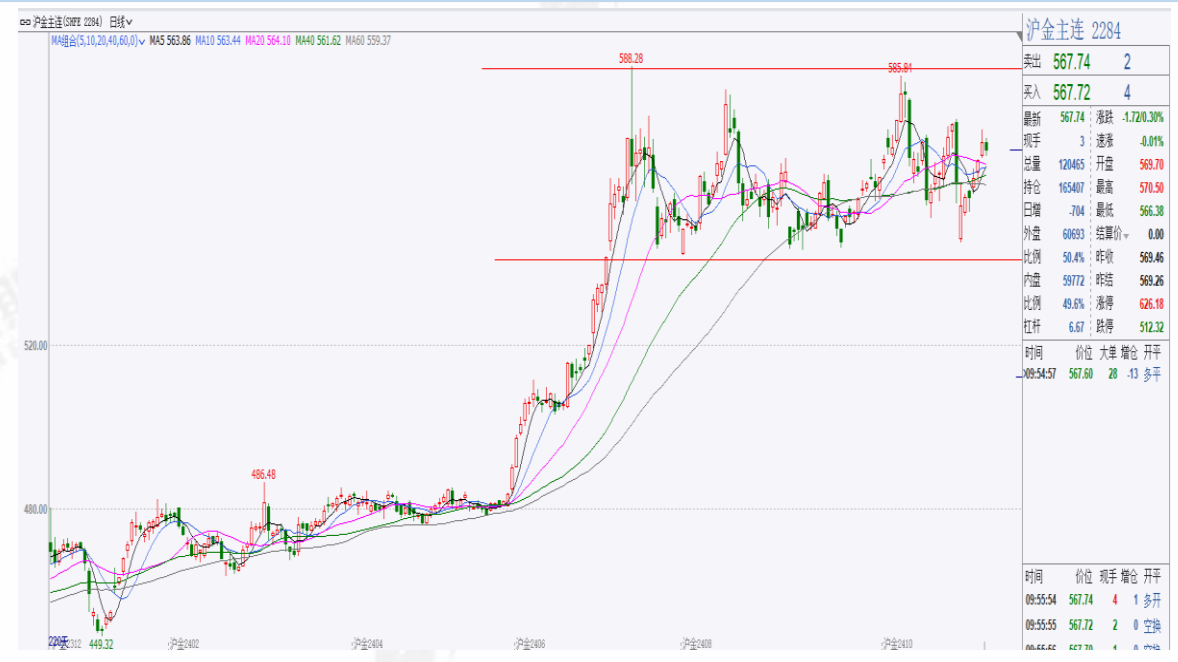 沪金主连(SHFE 2284) 日线
MA组合(5,10,20,40,60,0) MA5 563.86 MA10 563.44 MA20 564.10 MA40 561.62 MA60 559.37
588.28
585.81
520.00
486.48
480.00
449.32
沪金2402
沪金2404
沪金2406
沪金2408
沪金2410
沪金主连 2284
卖出 567.74 2
买入 567.72 4
最新 567.74 涨跌 -1.72/0.30%
现手 3 速涨 -0.01%
总量 120465 开盘 569.70
持仓 165407 最高 570.50
日增 -704 最低 566.38
外盘 60693 结算价 0.00
比例 50.4% 昨收 569.46
内盘 59772 昨结 569.26
比例 49.6% 涨停 626.18
杠杆 6.67 跌停 512.32
时间 价位 大单 增仓 开平
09:54:57 567.60 28 -13 多平
时间 价位 现手 增仓 开平
09:55:54 567.74 4 1 多开
09:55:55 567.72 2 0 空换